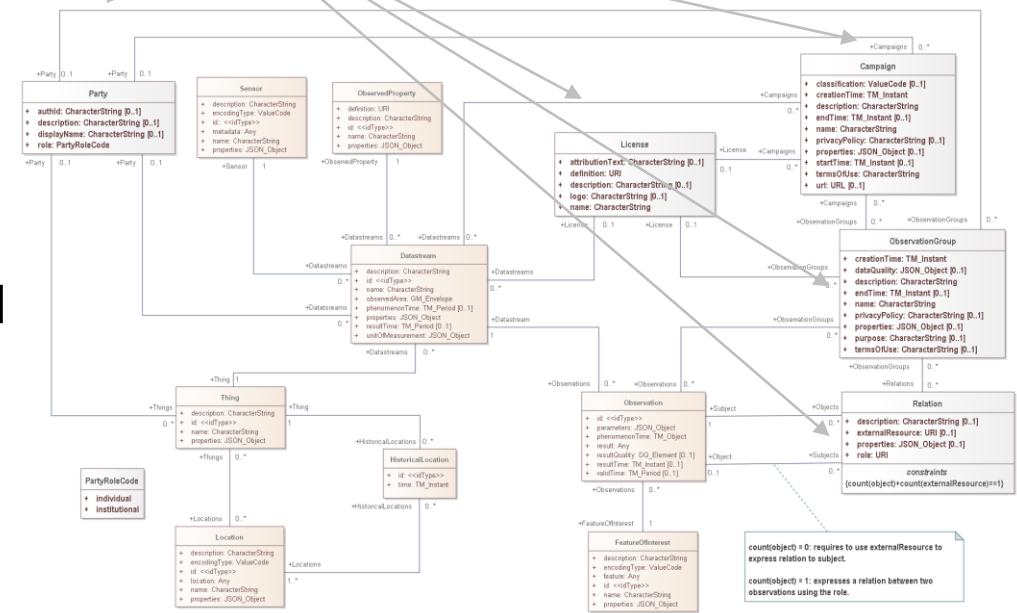 +Campaigns 0..*
+Party 0..1
+Party 0..1
Party
+ authId: CharacterString [0..1]
+ description: CharacterString [0..1]
+ displayName: CharacterString [0..1]
+ role: PartyRoleCode
+Party 0..1
+Party 0..1
Sensor
+ description: CharacterString
+ encodingType: ValueCode
+ id: <<idType>>
+ metadata: Any
+ name: CharacterString
+ properties: JSON_Object
+Sensor 1
ObservedProperty
+ definition: URI
+ description: CharacterString
+ id: <<idType>>
+ name: CharacterString
+ properties: JSON_Object
+ObservedProperty 1
Campaign
+ classification: ValueCode [0..1]
+ creationTime: TM_Instant
+ description: CharacterString
+ endTime: TM_Instant [0..1]
+ name: CharacterString
+ privacyPolicy: CharacterString [0..1]
+ properties: JSON_Object [0..1]
+ startTime: TM_Instant [0..1]
+ termsOfUse: CharacterString
+ url: URL [0..1]
+Campaigns
0..*
+Campaigns
0..*
+Campaigns 0..*
License
+ attributionText: CharacterString [0..1]
+ definition: URI
+ description: CharacterString [0..1]
+ logo: CharacterString [0..1]
+ name: CharacterString
+License
0..1
+License 0..1
+License 0..1
+ObservationGroups 0..*
+ObservationGroups 0..*
ObservationGroup
+ creationTime: TM_Instant
+ dataQuality: JSON_Object [0..1]
+ description: CharacterString
+ endTime: TM_Instant [0..1]
+ name: CharacterString
+ privacyPolicy: CharacterString [0..1]
+ properties: JSON_Object [0..1]
+ purpose: CharacterString [0..1]
+ termsOfUse: CharacterString [0..1]
+ObservationGroups
0..*
+ObservationGroups
0..*
+ObservationGroups 0..*
+Datastreams 0..*
+Datastreams 0..*
Datastream
+ description: CharacterString
+ id: <<idType>>
+ name: CharacterString
+ observedArea: GM_Envelope
+ phenomenonTime: TM_Period [0..1]
+ properties: JSON_Object
+ resultTime: TM_Period [0..1]
+ unitOfMeasurement: JSON_Object
+Datastreams
0..*
+Datastreams
0..*
+Datastreams
0..*
+Datastream
1
+Datastreams 0..*
+Thing 1
Thing
+ description: CharacterString
+ id: <<idType>>
+ name: CharacterString
+ properties: JSON_Object
+Things
0..*
+Thing
1
+Things
0..*
+HistoricalLocations 0..*
HistoricalLocation
+ id: <<idType>>
+ time: TM_Instant
+HistoricalLocations 0..*
PartyRoleCode
+ individual
+ institutional
+Locations 0..*
Location
+ description: CharacterString
+ encodingType: ValueCode
+ id: <<idType>>
+ location: Any
+ name: CharacterString
+ properties: JSON_Object
+Locations
1..*
+Observations 0..*
+Observations 0..*
Observation
+ id: <<idType>>
+ parameters: JSON_Object
+ phenomenonTime: TM_Object
+ result: Any
+ resultQuality: DQ_Element [0..1]
+ resultTime: TM_Instant [0..1]
+ validTime: TM_Period [0..1]
+Subject
1
+Object
0..1
+Observations 0..*
+FeatureOfInterest 1
FeatureOfInterest
+ description: CharacterString
+ encodingType: ValueCode
+ feature: Any
+ id: <<idType>>
+ name: CharacterString
+ properties: JSON_Object
+Relations 0..*
Relation
+ description: CharacterString [0..1]
+ externalResource: URI [0..1]
+ properties: JSON_Object [0..1]
+ role: URI
constraints
{count(object)+count(externalResource)==1}
+Objects
0..*
+Subjects
0..*
count(object) = 0: requires to use externalResource to
express relation to subject.
count(object) = 1: expresses a relation between two
observations using the role.